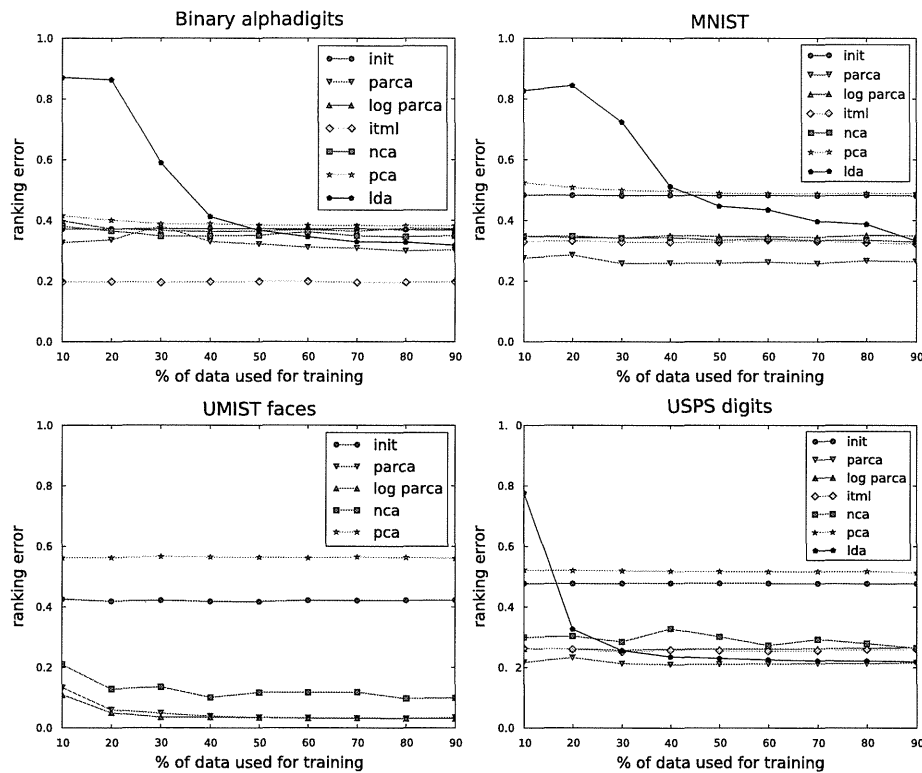 Binary alphadigits
1.0
0.8
0.6
0.4
0.2
0.0
ranking error
init
parca
log parca
itml
nca
pca
lda
10 20 30 40 50 60 70 80 90
% of data used for training
MNIST
1.0
0.8
0.6
0.4
0.2
0.0
ranking error
init
parca
log parca
itml
nca
pca
lda
10 20 30 40 50 60 70 80 90
% of data used for training
UMIST faces
1.0
0.8
0.6
0.4
0.2
0.0
ranking error
init
parca
log parca
nca
pca
10 20 30 40 50 60 70 80 90
% of data used for training
USPS digits
1. 0
0.8
0.6
0.4
0. 2
0.0
ranking error
init
parca
log parca
itml
nca
pca
lda
10 20 30 40 50 60 70 80 90
% of data used for training